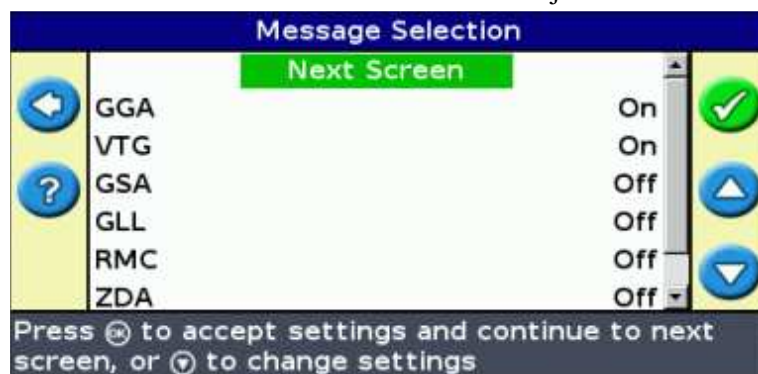 Message Selection
Next Screen
GGA On
VTG On
GSA Off
GLL Off
RMC Off
ZDA Off
Press OK to accept settings and continue to next
screen, or to change settings